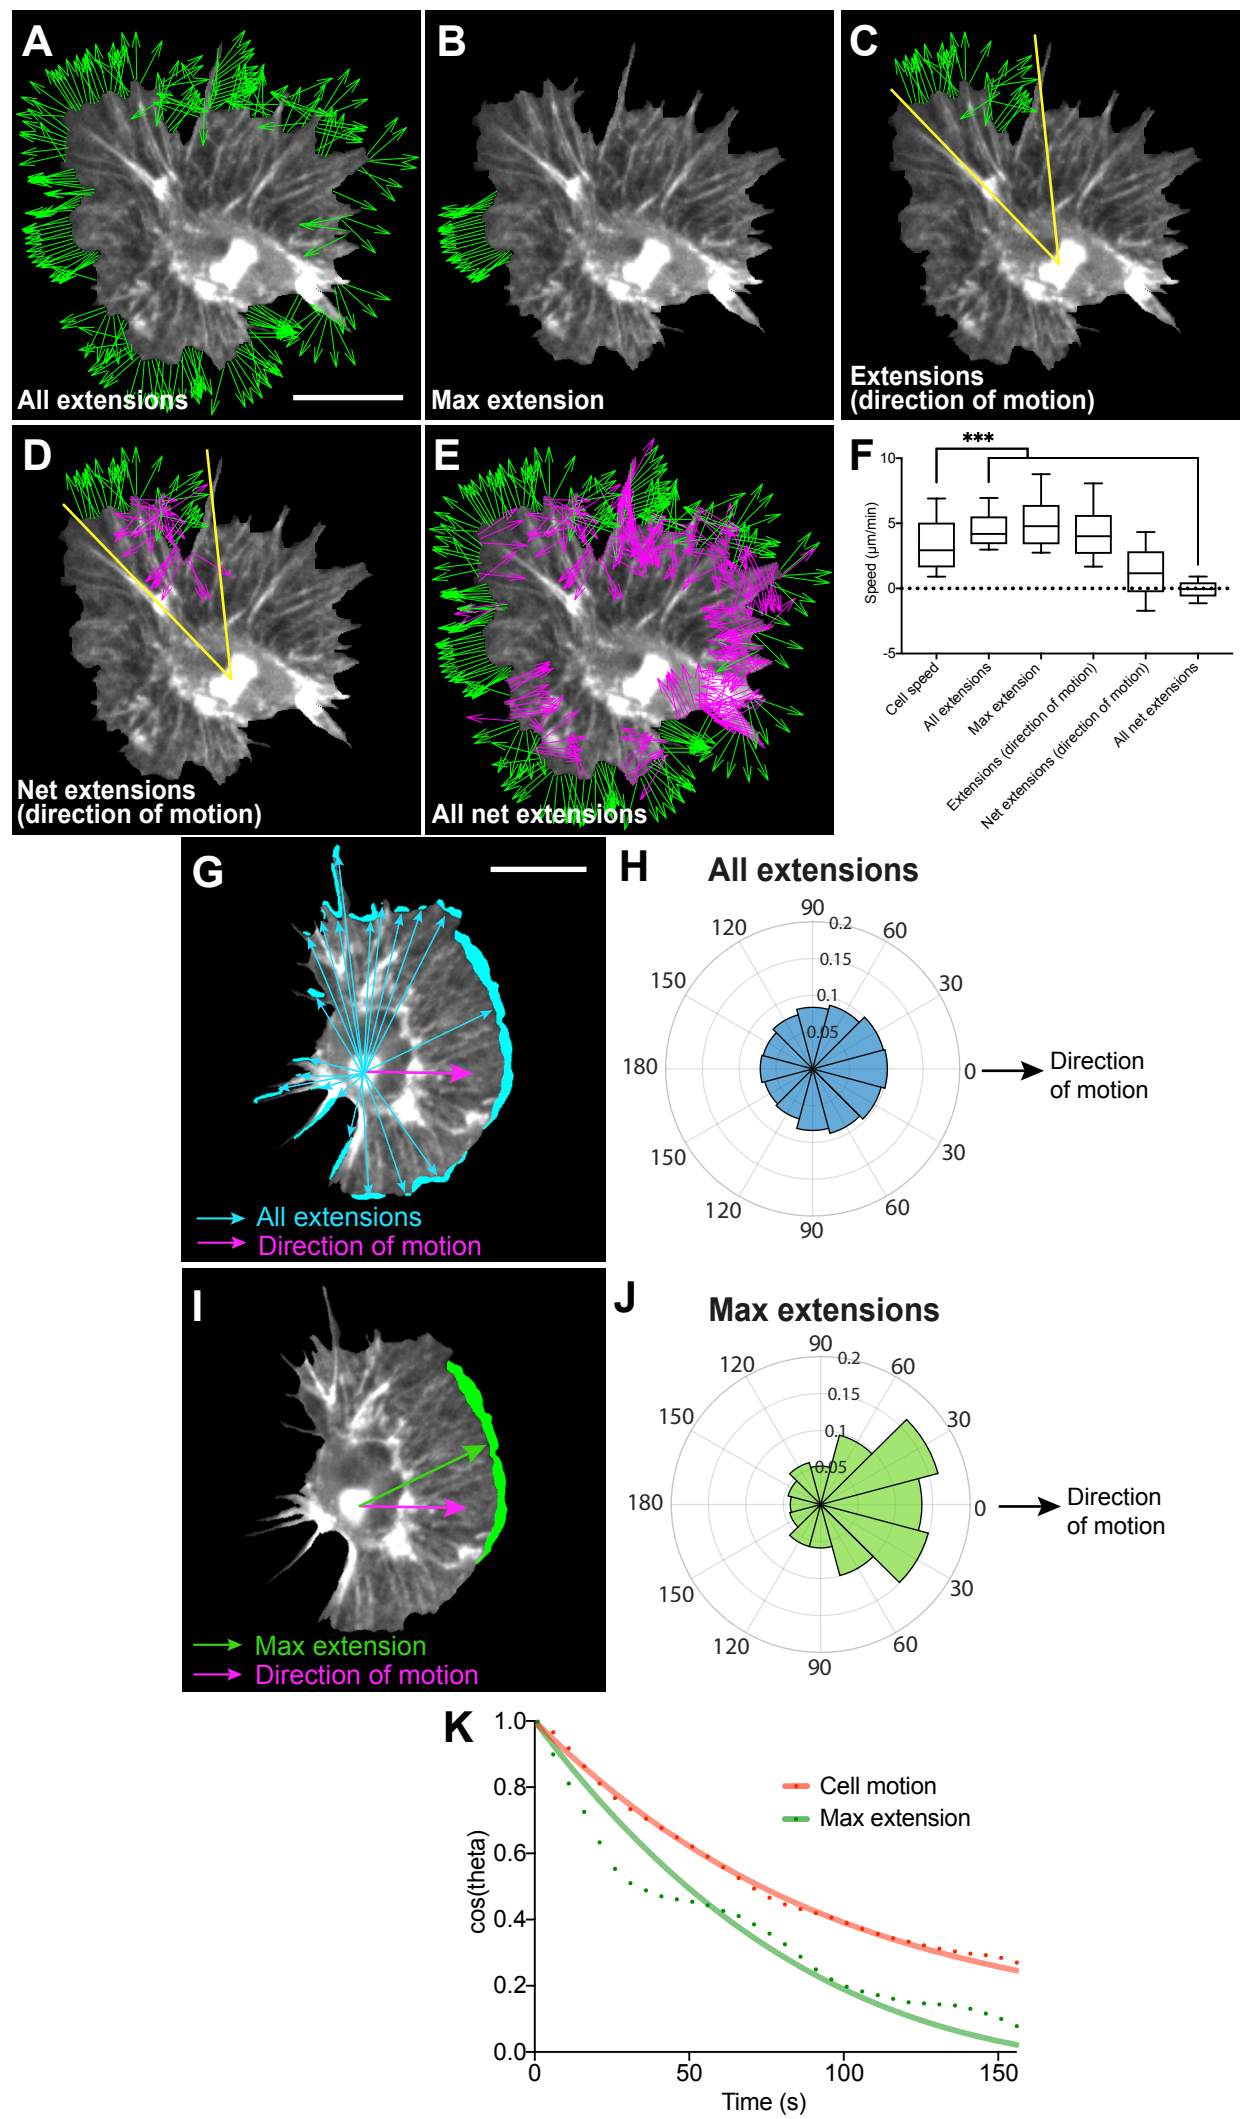 A
All extensions
B
Max extension
C
Extensions
(direction of motion)
D
Net extensions
(direction of motion)
E
All net extensions
F
***
10
5
0
-5
Speed (µm/min)
Cell speed
All extensions
Max extension
Extensions (direction of motion)
Net extensions (direction of motion)
All net extensions
G
All extensions
Direction of motion
H
All extensions
90
0.2
120
60
0.15
150
0.1
30
0.05
180
0
Direction
of motion
150
30
120
60
90
I
Max extension
Direction of motion
J
Max extensions
90
0.2
120
60
0.15
150
30
0.1
0.05
180
0
Direction
of motion
150
30
120
60
90
K
1.0
0.8
0.6
0.4
0.2
0.0
cos(theta)
Cell motion
Max extension
0
50
100
150
Time (s)